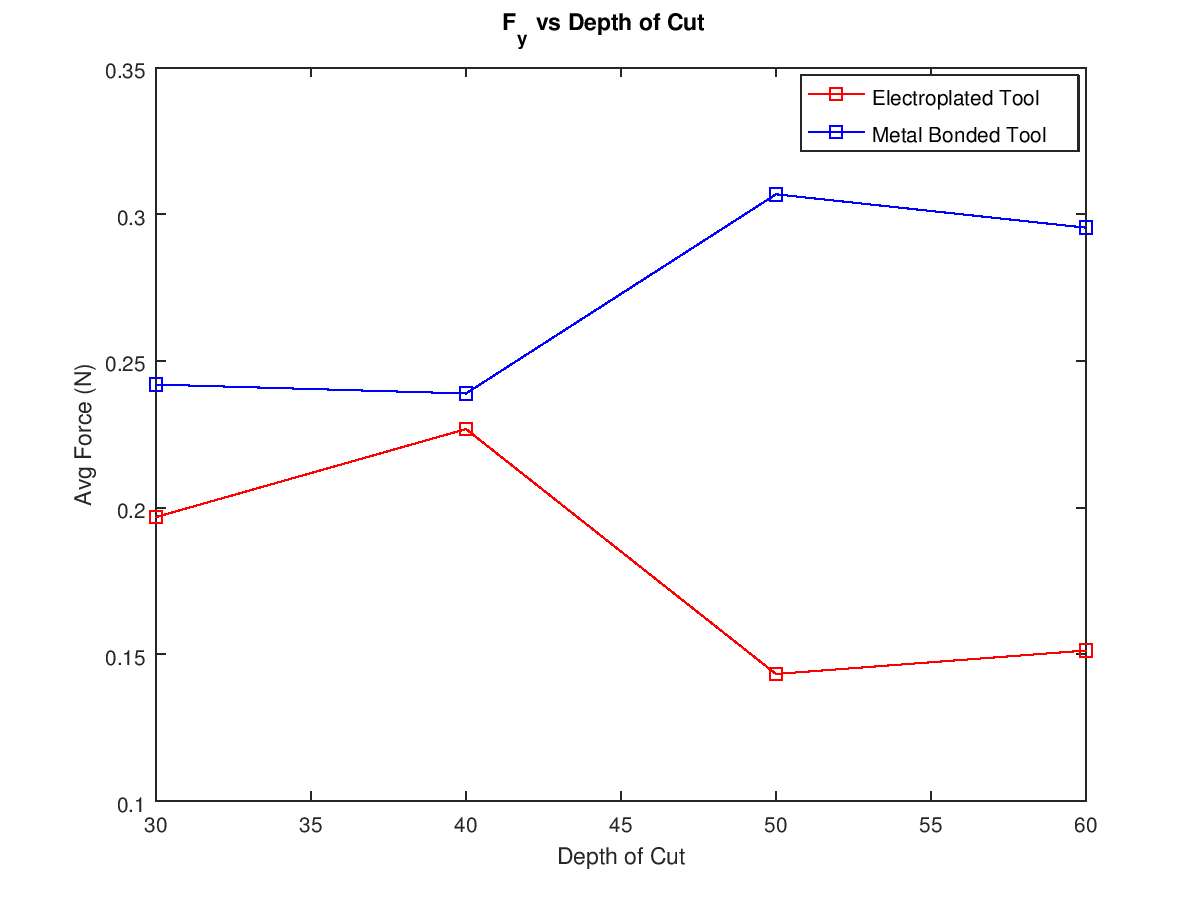 Fy vs Depth of Cut
0.35
0.3
0.25
0.2
0.15
0.1
Avg Force (N)
Electroplated Tool
Metal Bonded Tool
30 35 40 45 50 55 60
Depth of Cut